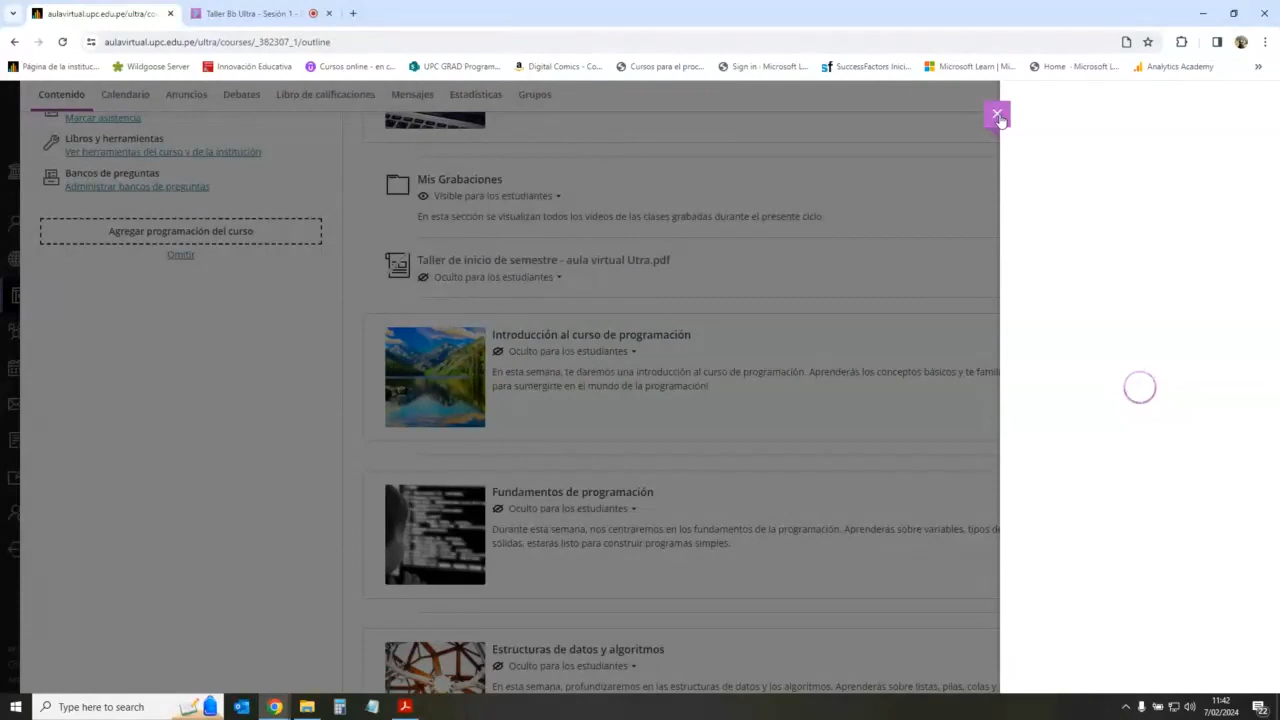 aulavirtual.upc.edu.pe/ultra/co
Taller Bb Ultra - Sesión 1 -
aulavirtual.upc.edu.pe/ultra/courses/_382307_1/outline
Página de la instituc...
Wildgoose Server
Innovación Educativa
Cursos online - en c...
UPC GRAD Program...
Digital Comics - Co...
Cursos para el proc...
Sign in · Microsoft L...
SuccessFactors Inici...
Microsoft Learn | Mi...
Home · Microsoft L...
Analytics Academy
Contenido
Calendario
Anuncios
Debates
Libro de calificaciones
Mensajes
Estadísticas
Grupos
Marcar asistencia
Libros y herramientas
Ver herramientas del curso y de la institución
Bancos de preguntas
Administrar bancos de preguntas
Agregar programación del curso
Omitir
Mis Grabaciones
Visible para los estudiantes
En esta sección se visualizan todos los videos de las clases grabadas durante el presente ciclo.
Taller de inicio de semestre - aula virtual Utra.pdf
Oculto para los estudiantes
Introducción al curso de programación
Oculto para los estudiantes
En esta semana, te daremos una introducción al curso de programación. Aprenderás los conceptos básicos y te famil
para sumergirte en el mundo de la programación!
Fundamentos de programación
Oculto para los estudiantes
Durante esta semana, nos centraremos en los fundamentos de la programación. Aprenderás sobre variables, tipos de
sólidas, estarás listo para construir programas simples.
Estructuras de datos y algoritmos
Oculto para los estudiantes
En esta semana, profundizaremos en las estructuras de datos y los algoritmos. Aprenderás sobre listas, pilas, colas y
Type here to search
11:42
7/02/2024
22